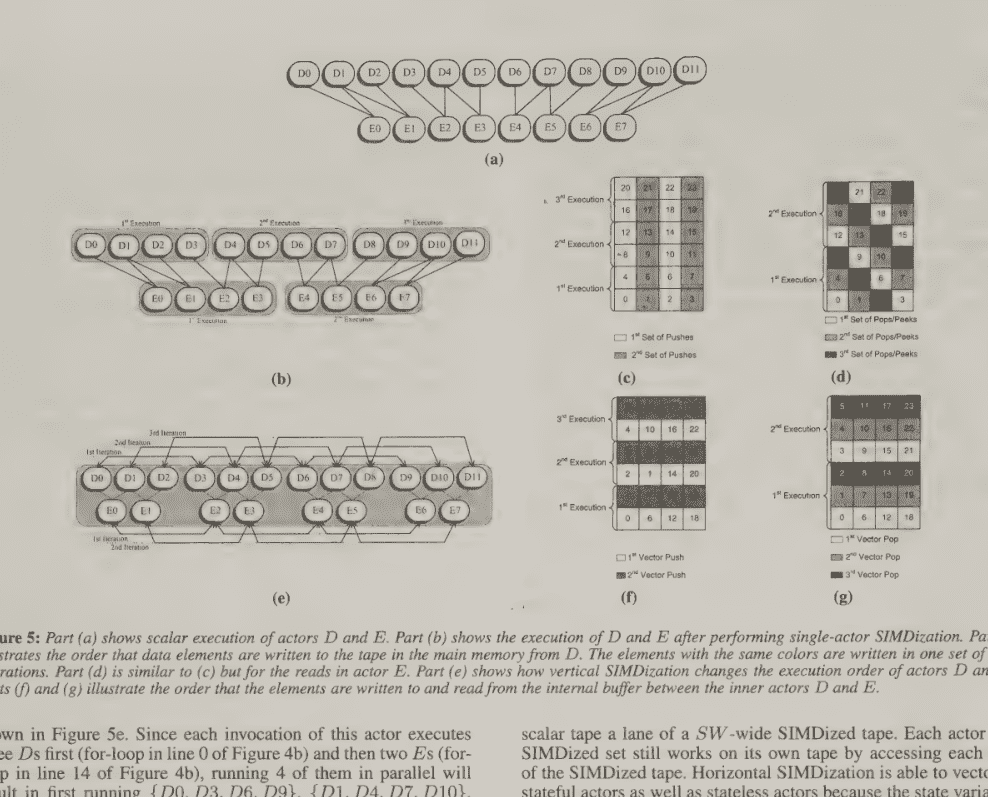 D0 D1 D2 D3 D4 D5 D6 D7 D8 D9 D10 D11
E0 E1 E2 E3 E4 E5 E6 E7
(a)
1st Execution 2nd Execution Execution
D0 D1 D2 D3 D4 D5 D6 D7 D8 D9 D10 D11
E0 E1 E2 E3 E4 E5 E6 E7
1st Execution 2nd Execution
(b)
20 21 22 23
3rd Execution
16 17 18 19
12 13 14 15
2nd Execution
8 9 10 11
4 5 6 7
1st Execution
0 1 2 3
1st Set of Pushes
2nd Set of Pushes
(c)
21 22
2nd Execution
16 18 19
12 13 15
9 10
1st Execution
4 6 7
0 1 3
1st Set of Pops/Peeks
2nd Set of Pops/Peeks
3rd Set of Pops/Peeks
(d)
3rd Iteration
2nd Iteration
1st Iteration
D0 D1 D2 D3 D4 D5 D6 D7 D8 D9 D10 D11
E0 E1 E2 E3 E4 E5 E6 E7
1st Iteration
2nd Iteration
(e)
3rd Execution
4 10 16 22
2nd Execution
2 1 14 20
1st Execution
0 6 12 18
1st Vector Push
2nd Vector Push
(f)
5 11 17 23
2nd Execution
4 10 16 22
3 9 15 21
2 8 14 20
1st Execution
1 7 13 19
0 6 12 18
1st Vector Pop
2nd Vector Pop
3rd Vector Pop
(g)
ure 5: Part (a) shows scalar execution of actors D and E. Part (b) shows the execution of D and E after performing single-actor SIMDization. Pa
strates the order that data elements are written to the tape in the main memory from D. The elements with the same colors are written in one set of
rations. Part (d) is similar to (c) but for the reads in actor E. Part (e) shows how vertical SIMDization changes the execution order of actors D an
ts (f) and (g) illustrate the order that the elements are written to and read from the internal buffer between the inner actors D and E.
own in Figure 5e. Since each invocation of this actor executes
ee Ds first (for-loop in line 0 of Figure 4b) and then two Es (for-
p in line 14 of Figure 4b), running 4 of them in parallel will
ult in first running {D0, D3, D6, D9}, {D1, D4, D7, D10},
scalar tape a lane of a SW-wide SIMDized tape. Each actor
SIMDized set still works on its own tape by accessing each
of the SIMDized tape. Horizontal SIMDization is able to vecto
stateful actors as well as stateless actors because the state varia